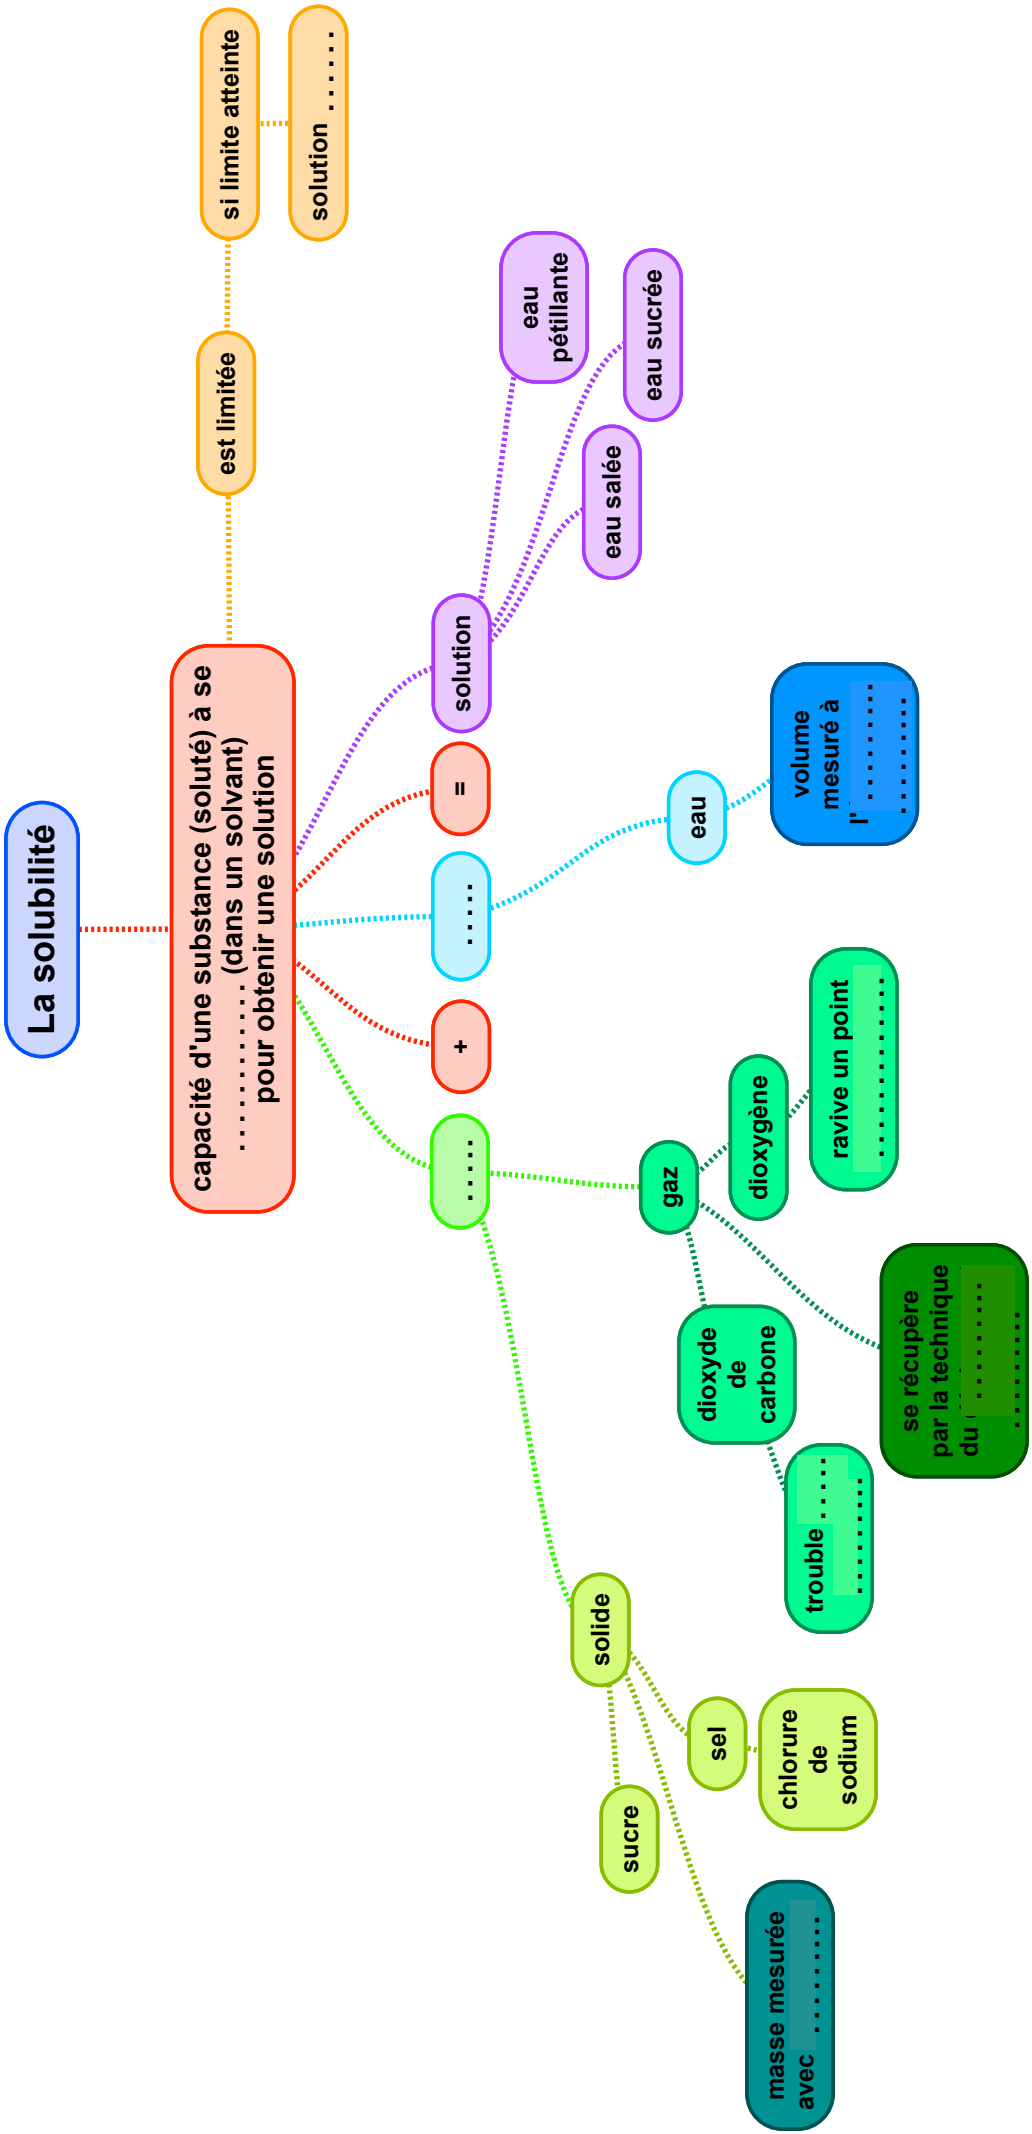 La solubilité
capacité d'une substance (soluté) à se
. . . . . . . . . . . (dans un solvant)
pour obtenir une solution
est limitée
si limite atteinte
solution . . . . . .
. . . . .
+
. . . . .
=
solution
eau salée
eau sucrée
eau
pétillante
eau
volume
mesuré à
l' . . . . . . . . .
. . . . . . . . .
solide
sucre
sel
chlorure
de
sodium
masse mesurée
avec . . . . . . . . .
gaz
dioxyde
de
carbone
trouble . . . . .
. . . . . . . . .
se récupère
par la technique
du . . . . . . . . .
. . . . . . . . .
dioxygène
ravive un point
. . . . . . . . . . . . .